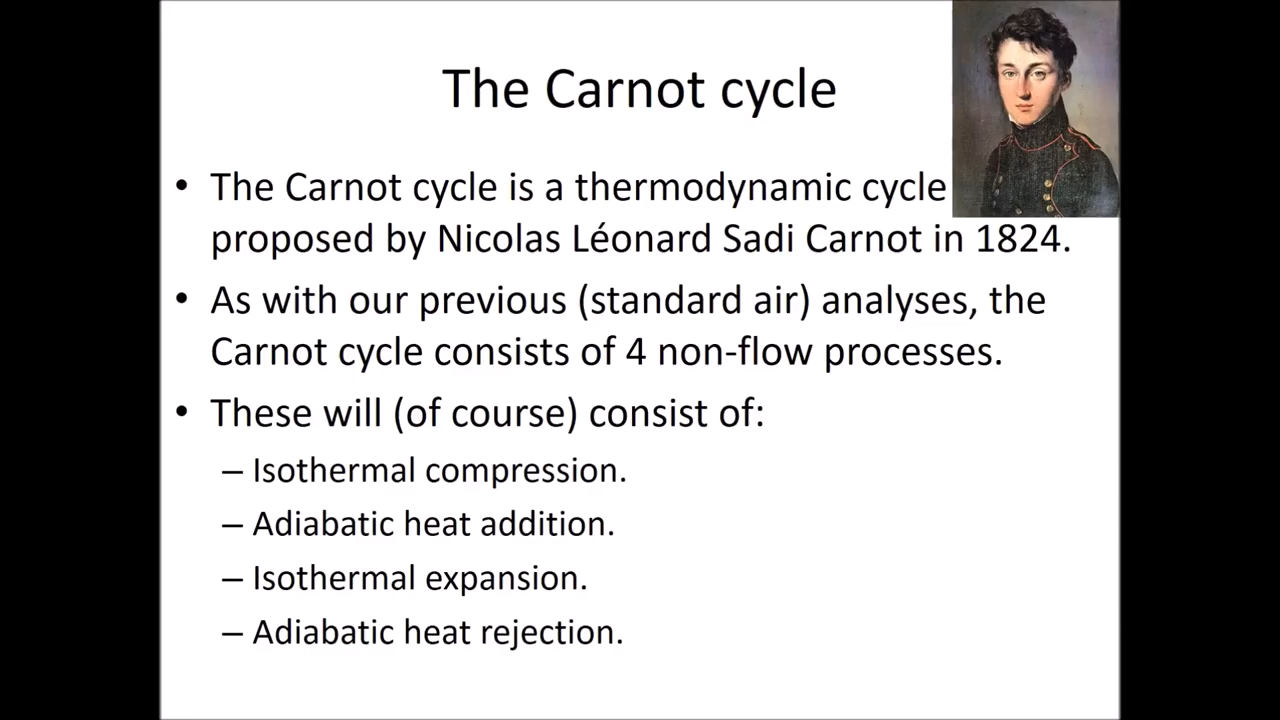 The Carnot cycle
• The Carnot cycle is a thermodynamic cycle
proposed by Nicolas Léonard Sadi Carnot in 1824.
• As with our previous (standard air) analyses, the
Carnot cycle consists of 4 non-flow processes.
• These will (of course) consist of:
– Isothermal compression.
– Adiabatic heat addition.
– Isothermal expansion.
– Adiabatic heat rejection.